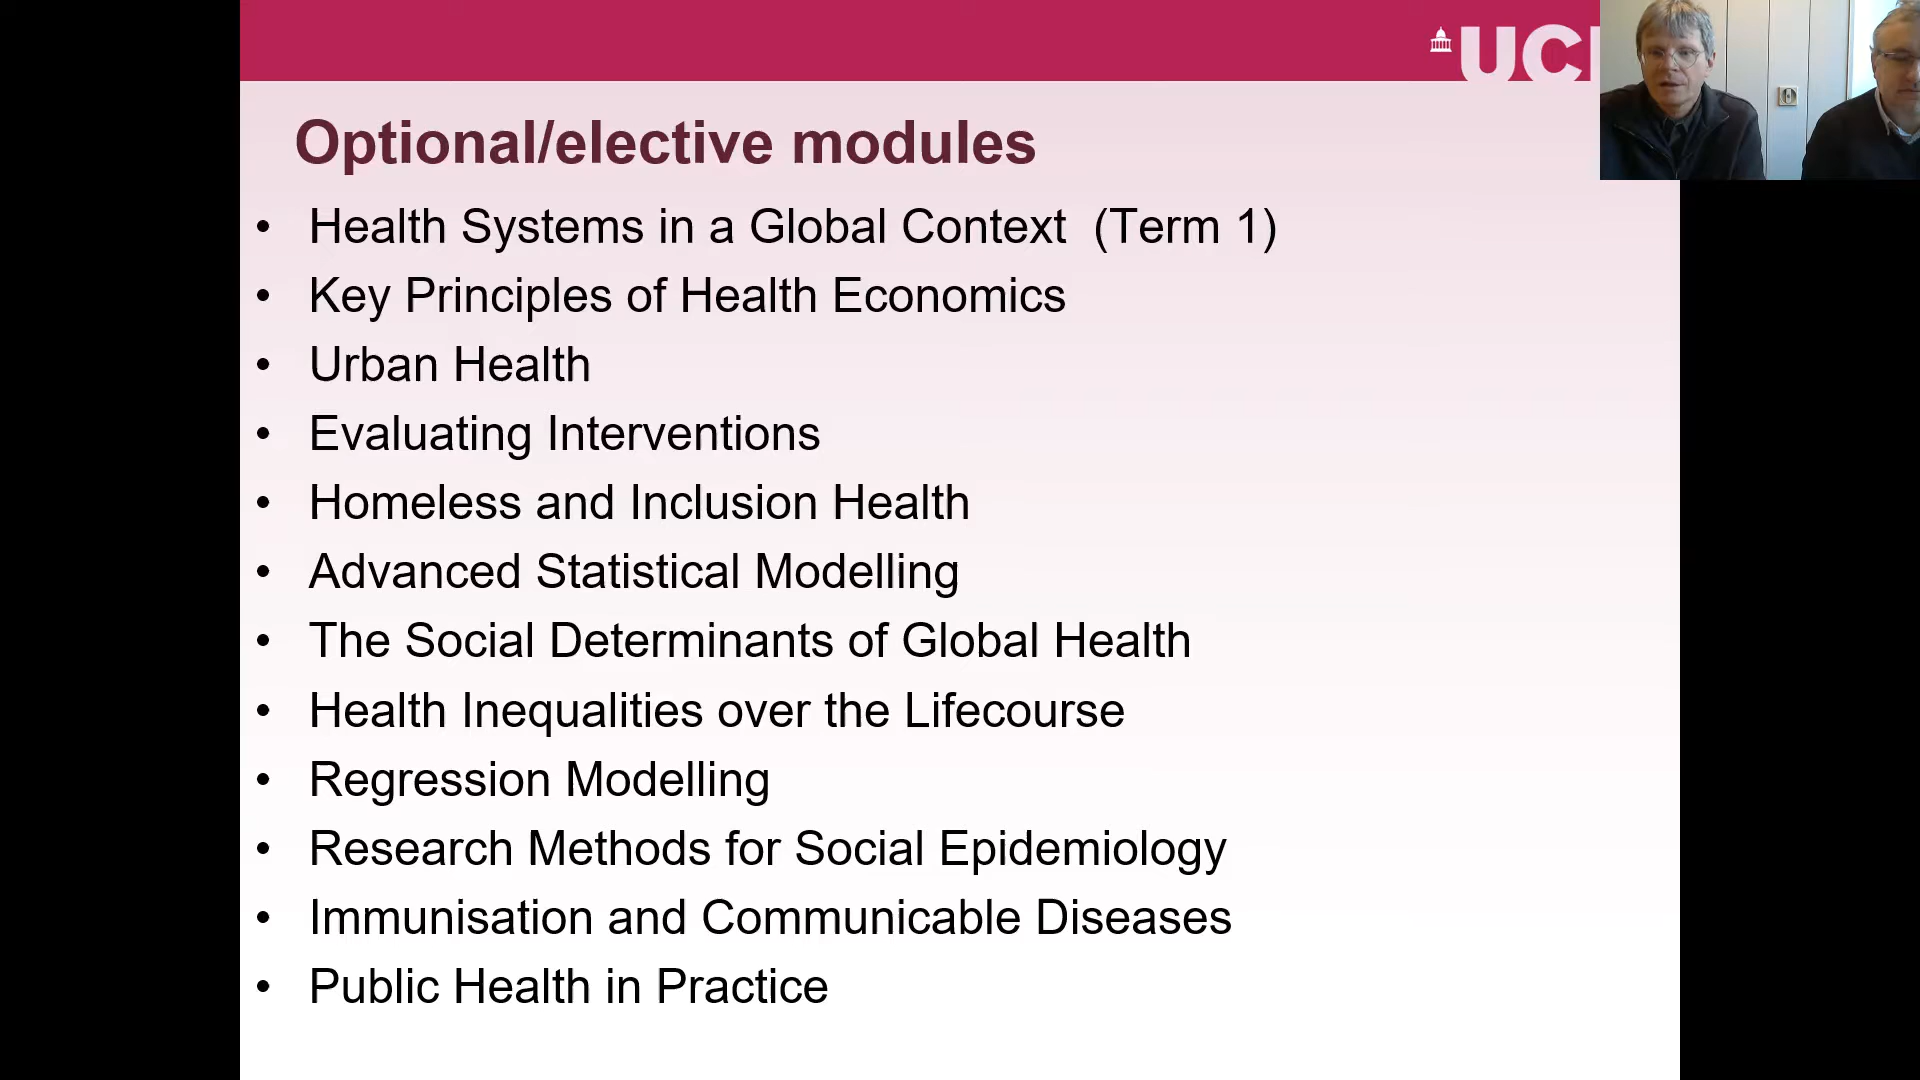 UCL
Optional/elective modules
• Health Systems in a Global Context (Term 1)
• Key Principles of Health Economics
• Urban Health
• Evaluating Interventions
• Homeless and Inclusion Health
• Advanced Statistical Modelling
• The Social Determinants of Global Health
• Health Inequalities over the Lifecourse
• Regression Modelling
• Research Methods for Social Epidemiology
• Immunisation and Communicable Diseases
• Public Health in Practice